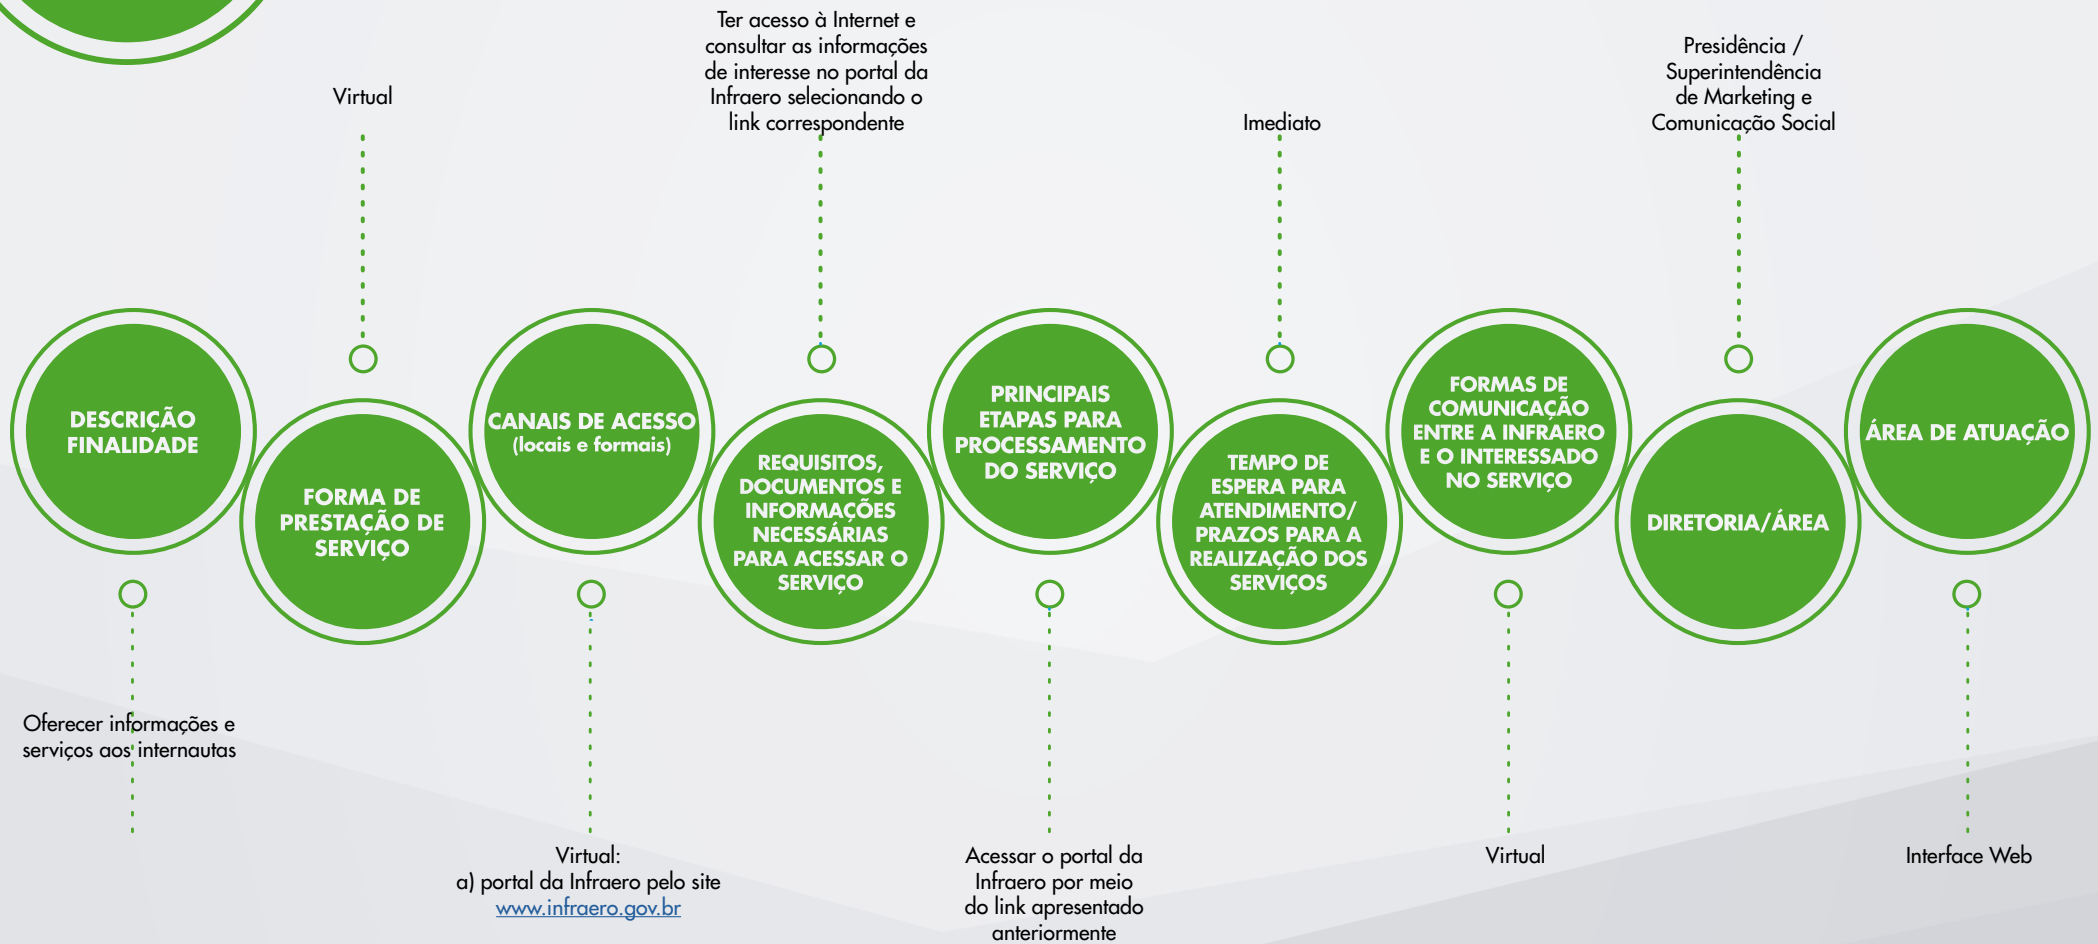 DESCRIÇÃO
FINALIDADE
Oferecer informações e
serviços aos internautas
Virtual
FORMA DE
PRESTAÇÃO DE
SERVIÇO
CANAIS DE ACESSO
(locais e formais)
Virtual:
a) portal da Infraero pelo site
www.infraero.gov.br
Ter acesso à Internet e
consultar as informações
de interesse no portal da
Infraero selecionando o
link correspondente
REQUISITOS,
DOCUMENTOS E
INFORMAÇÕES
NECESSÁRIAS
PARA ACESSAR O
SERVIÇO
PRINCIPAIS
ETAPAS PARA
PROCESSAMENTO
DO SERVIÇO
Acessar o portal da
Infraero por meio
do link apresentado
anteriormente
Imediato
TEMPO DE
ESPERA PARA
ATENDIMENTO/
PRAZOS PARA A
REALIZAÇÃO DOS
SERVIÇOS
FORMAS DE
COMUNICAÇÃO
ENTRE A INFRAERO
E O INTERESSADO
NO SERVIÇO
Virtual
Presidência /
Superintendência
de Marketing e
Comunicação Social
DIRETORIA/ÁREA
ÁREA DE ATUAÇÃO
Interface Web